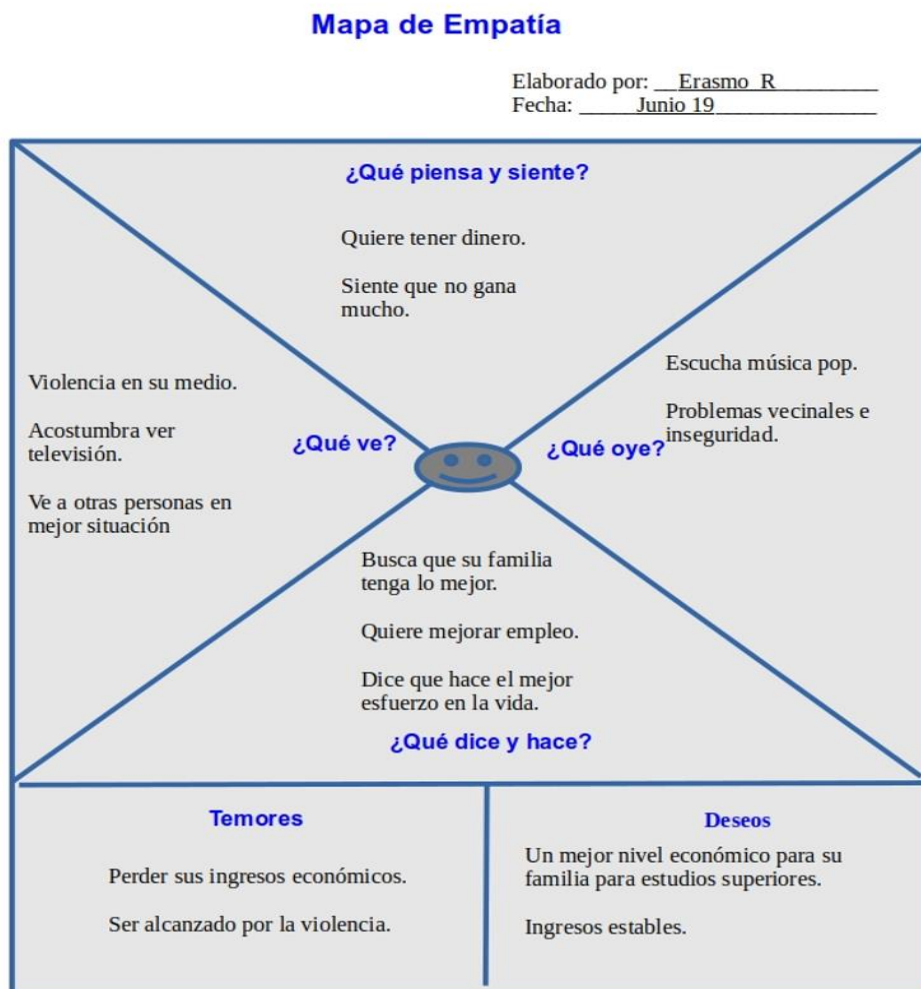 Mapa de Empatía
Elaborado por: __Erasmo R_________
Fecha: _____Junio 19______________
¿Qué piensa y siente?
Quiere tener dinero.
Siente que no gana
mucho.
Violencia en su medio.
Acostumbra ver
televisión.
Ve a otras personas en
mejor situación
¿Qué ve?
¿Qué oye?
Escucha música pop.
Problemas vecinales e
inseguridad.
Busca que su familia
tenga lo mejor.
Quiere mejorar empleo.
Dice que hace el mejor
esfuerzo en la vida.
¿Qué dice y hace?
Temores
Perder sus ingresos económicos.
Ser alcanzado por la violencia.
Deseos
Un mejor nivel económico para su
familia para estudios superiores.
Ingresos estables.